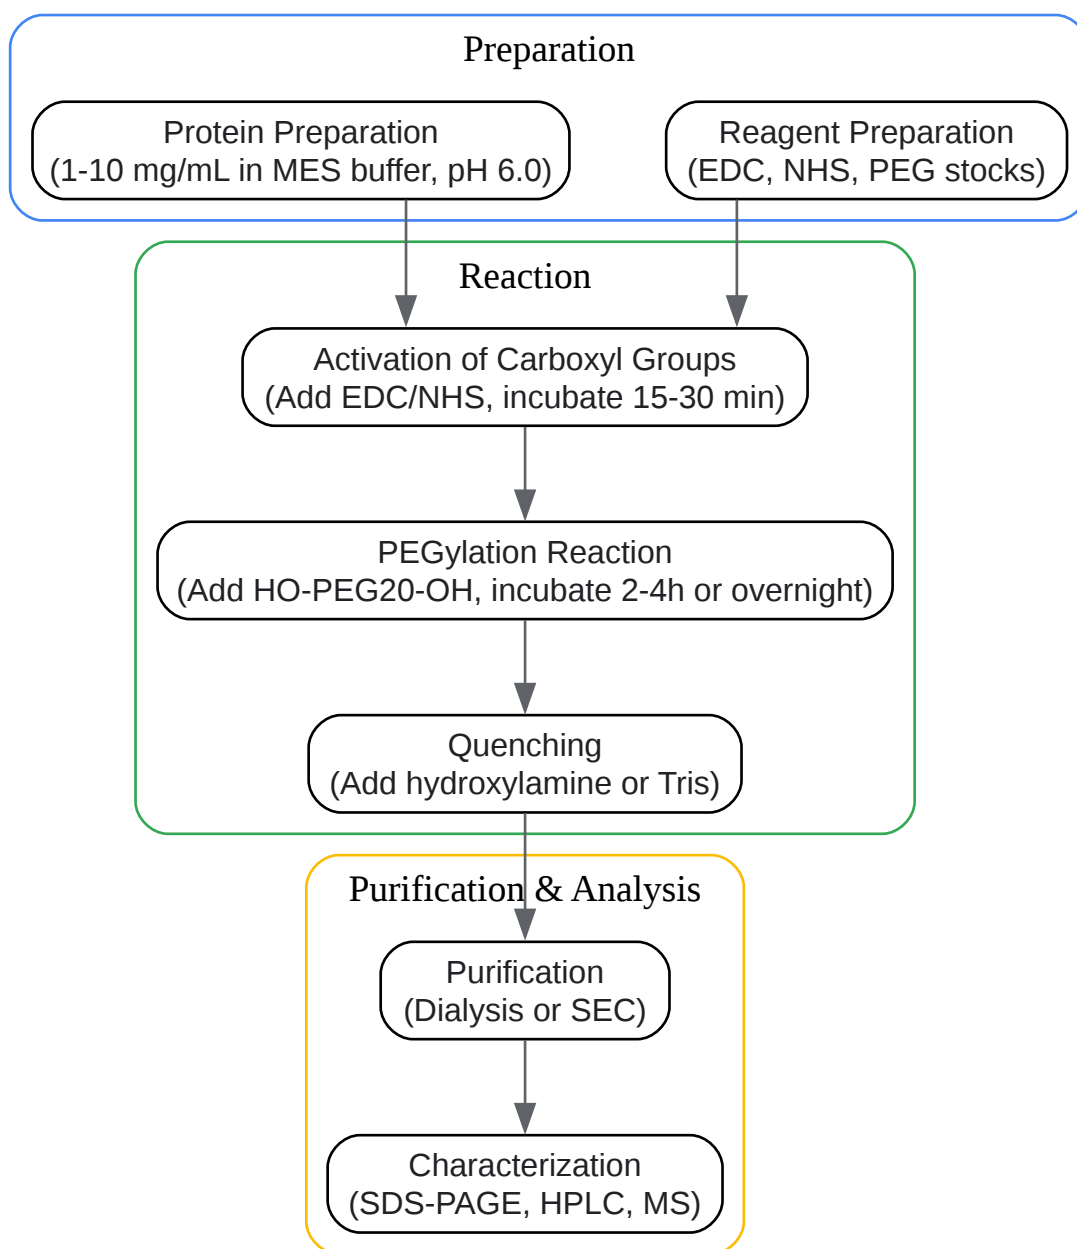 Preparation
Protein Preparation
(1-10 mg/mL in MES buffer, pH 6.0)
Reagent Preparation
(EDC, NHS, PEG stocks)
Reaction
Activation of Carboxyl Groups
(Add EDC/NHS, incubate 15-30 min)
PEGylation Reaction
(Add HO-PEG20-OH, incubate 2-4h or overnight)
Quenching
(Add hydroxylamine or Tris)
Purification & Analysis
Purification
(Dialysis or SEC)
Characterization
(SDS-PAGE, HPLC, MS)